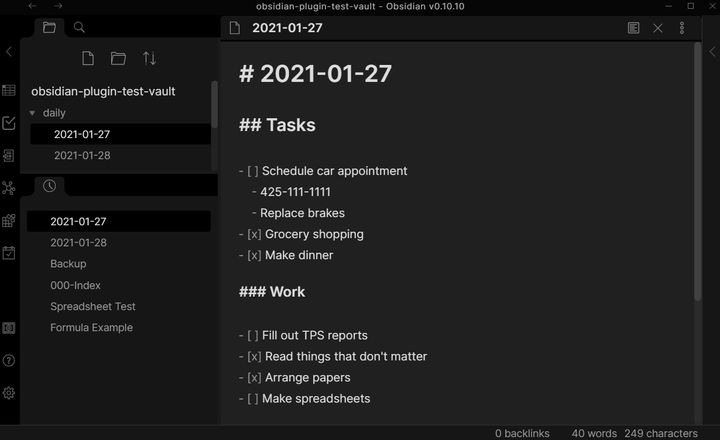 obsidian-plugin-test-vault - Obsidian v0.10.10
obsidian-plugin-test-vault
daily
2021-01-27
2021-01-28
2021-01-27
2021-01-28
Backup
000-Index
Spreadsheet Test
Formula Example
2021-01-27
# 2021-01-27
## Tasks
- [ ] Schedule car appointment
- 425-111-1111
- Replace brakes
- [x] Grocery shopping
- [x] Make dinner
### Work
- [ ] Fill out TPS reports
- [x] Read things that don't matter
- [x] Arrange papers
- [ ] Make spreadsheets
0 backlinks 40 words 249 characters